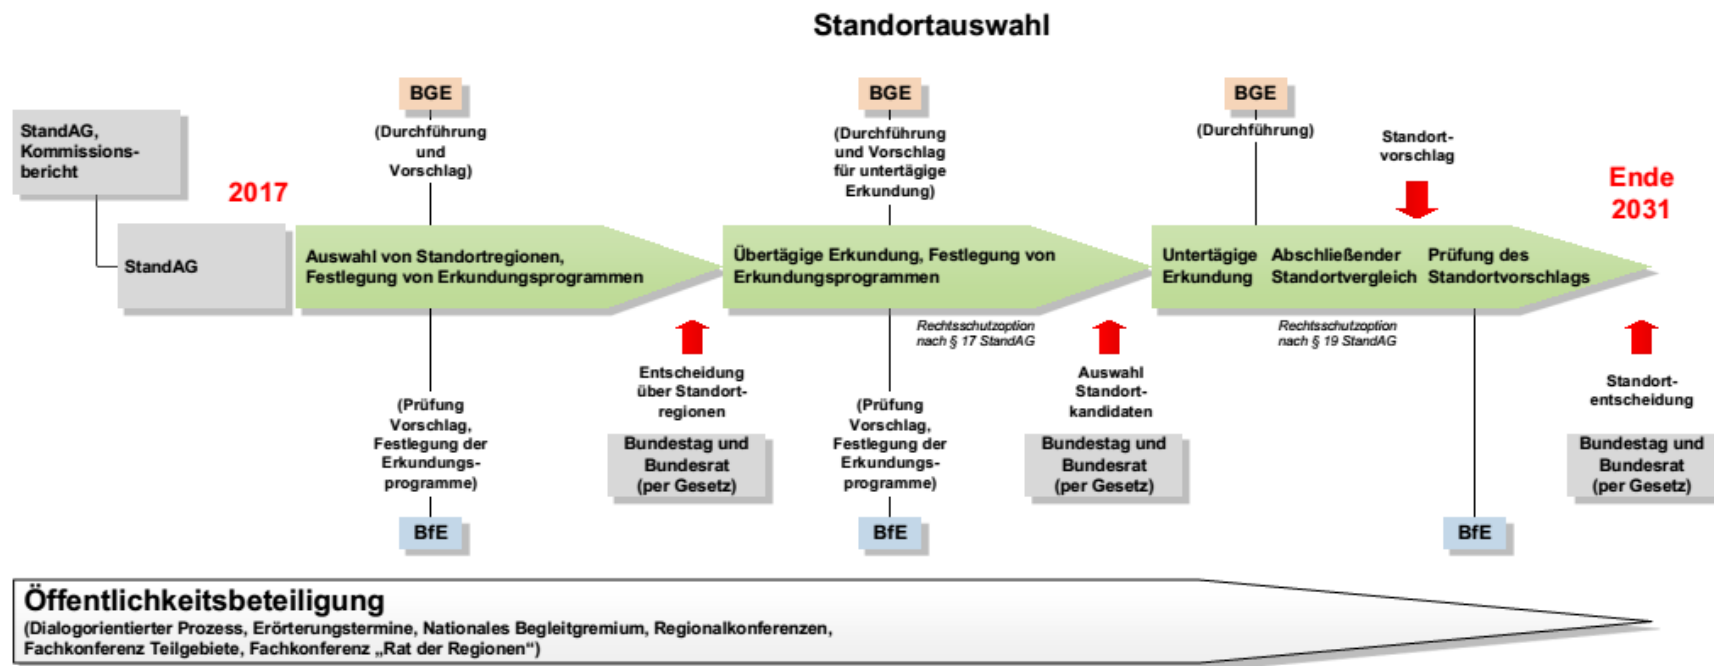 Standortauswahl
BGE
BGE
BGE
StandAG,
Kommissions-
bericht
(Durchführung
und
Vorschlag)
(Durchführung
und Vorschlag
für untertägige
Erkundung)
(Durchführung)
Standort-
vorschlag
2017
Ende
2031
StandAG
Auswahl von Standortregionen,
Festlegung von Erkundungsprogrammen
Übertägige Erkundung, Festlegung von
Erkundungsprogrammen
Untertägige
Erkundung
Abschließender
Standortvergleich
Prüfung des
Standortvorschlags
Rechtsschutzoption
nach § 17 StandAG
Rechtsschutzoption
nach § 19 StandAG
(Prüfung
Vorschlag,
Festlegung der
Erkundungs-
programme)
Entscheidung
über Standort-
regionen
Bundestag und
Bundesrat
(per Gesetz)
(Prüfung
Vorschlag,
Festlegung der
Erkundungs-
programme)
Auswahl
Standort-
kandidaten
Bundestag und
Bundesrat
(per Gesetz)
Standort-
entscheidung
Bundestag und
Bundesrat
(per Gesetz)
BfE
BfE
BfE
Öffentlichkeitsbeteiligung
(Dialogorientierter Prozess, Erörterungstermine, Nationales Begleitgremium, Regionalkonferenzen,
Fachkonferenz Teilgebiete, Fachkonferenz „Rat der Regionen“)